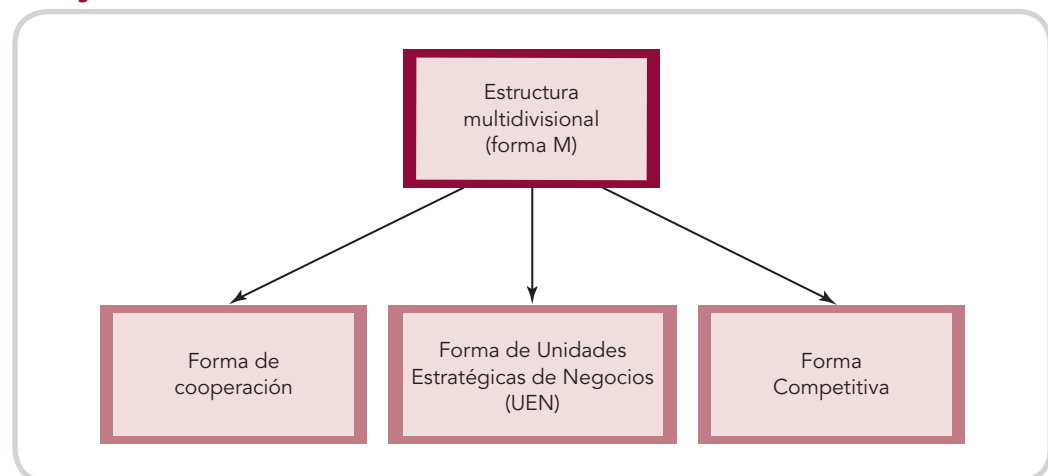 Estructura
multidivisional
(forma M)
Forma de
cooperación
Forma de Unidades
Estratégicas de Negocios
(UEN)
Forma
Competitiva